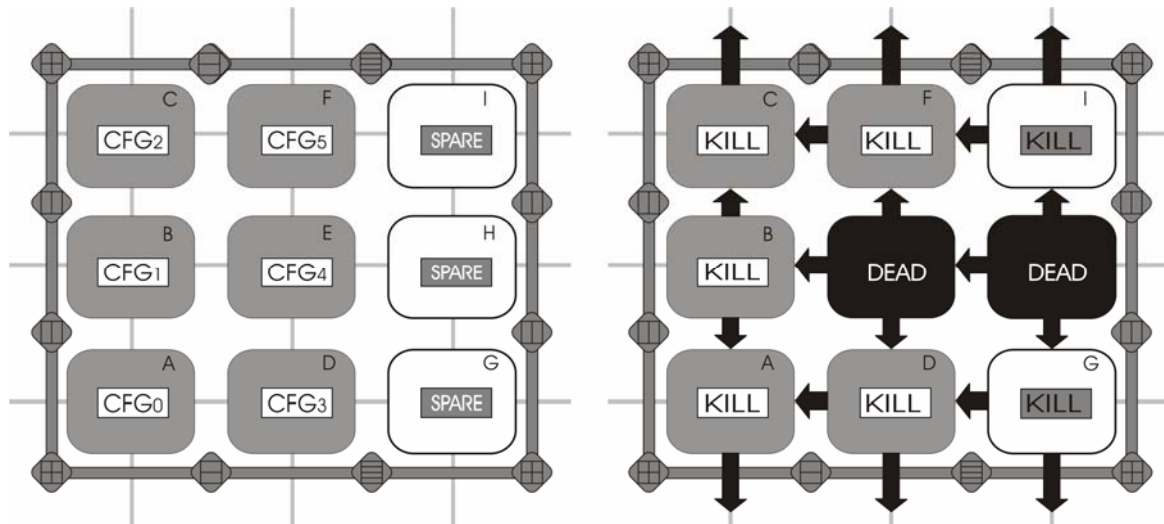 C F I
CFG2 CFG5 SPARE
B E H
CFG1 CFG4 SPARE
A D G
CFG0 CFG3 SPARE
C F I
KILL KILL KILL
B
KILL DEAD DEAD
A D G
KILL KILL KILL